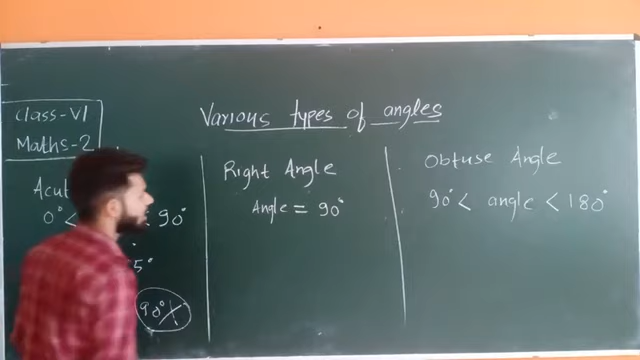 Class-VI
Maths-2
Various types of angles
Acut
0° < < 90°
5°
90° X
Right Angle
Angle = 90°
Obtuse Angle
90° < angle < 180°